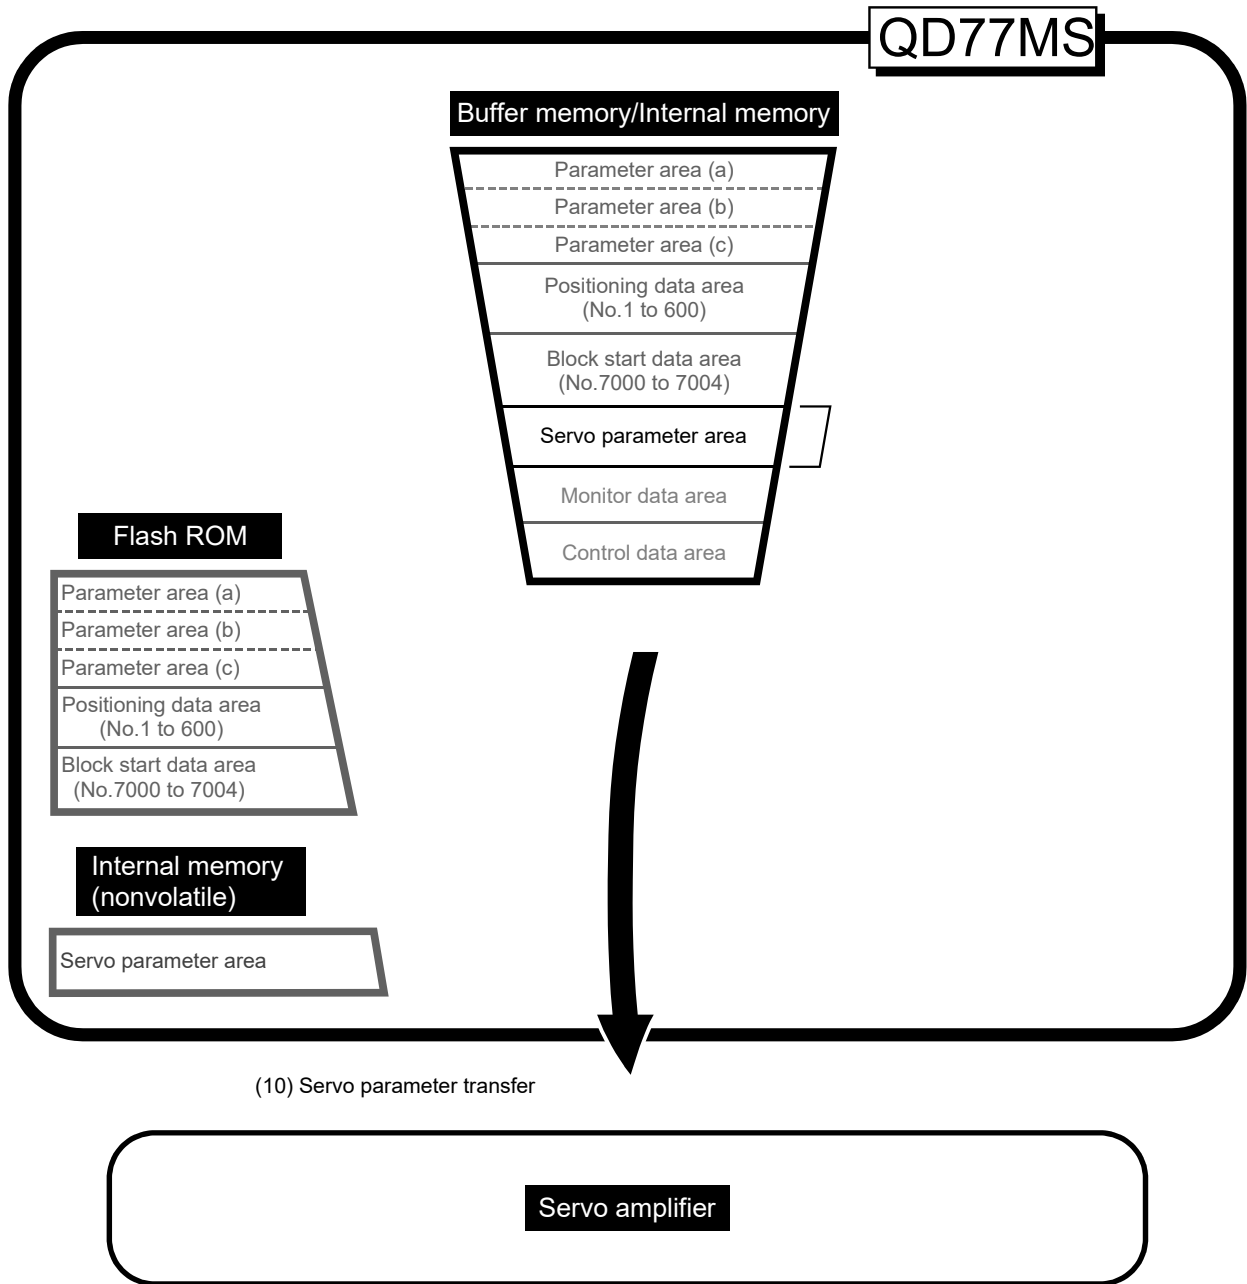 QD77MS
Buffer memory/Internal memory
Parameter area (a)
Parameter area (b)
Parameter area (c)
Positioning data area
(No.1 to 600)
Block start data area
(No.7000 to 7004)
Servo parameter area
Monitor data area
Control data area
Flash ROM
Parameter area (a)
Parameter area (b)
Parameter area (c)
Positioning data area
(No.1 to 600)
Block start data area
(No.7000 to 7004)
Internal memory
(nonvolatile)
Servo parameter area
(10) Servo parameter transfer
Servo amplifier